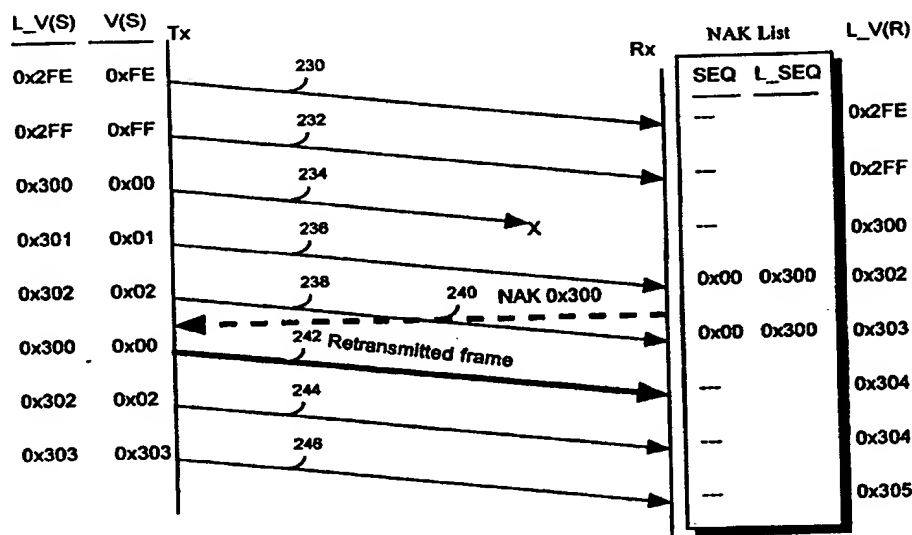 L_V(S) V(S) Tx Rx NAK List L_V(R)
SEQ L_SEQ
0x2FE 0xFE 230 --- 0x2FE
0x2FF 0xFF 232 --- 0x2FF
0x300 0x00 234 X --- 0x300
0x301 0x01 236 0x00 0x300 0x302
0x302 0x02 238 240 NAK 0x300 0x00 0x300 0x303
0x300 0x00 242 Retransmitted frame --- 0x304
0x302 0x02 244 --- 0x304
0x303 0x303 246 --- 0x305